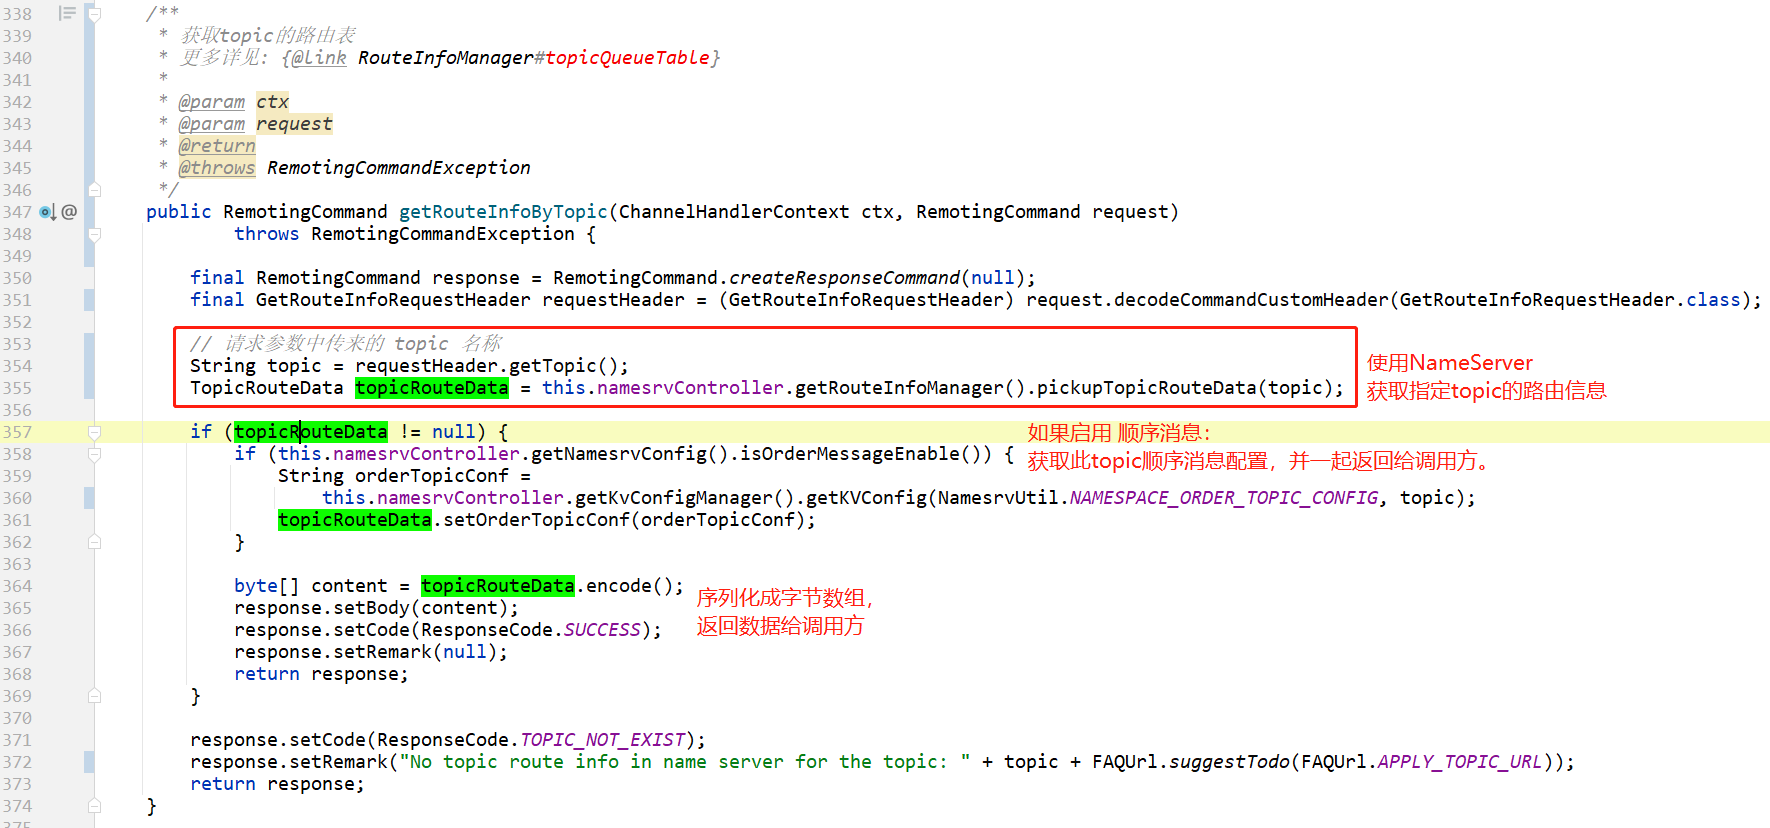 338 /**
339 * 获取topic的路由表
340 * 更多详见: {@link RouteInfoManager#topicQueueTable}
341 *
342 * @param ctx
343 * @param request
344 * @return
345 * @throws RemotingCommandException
346 */
347 @ public RemotingCommand getRouteInfoByTopic(ChannelHandlerContext ctx, RemotingCommand request)
348 throws RemotingCommandException {
349
350 final RemotingCommand response = RemotingCommand.createResponseCommand(null);
351 final GetRouteInfoRequestHeader requestHeader = (GetRouteInfoRequestHeader) request.decodeCommandCustomHeader(GetRouteInfoRequestHeader.class);
352
353 // 请求参数中传来的 topic 名称
354 String topic = requestHeader.getTopic();
使用NameServer
355 TopicRouteData topicRouteData = this.namesrvController.getRouteInfoManager().pickupTopicRouteData(topic);
获取指定topic的路由信息
356
357 if (topicRouteData != null) {
如果启用 顺序消息：
358 if (this.namesrvController.getNamesrvConfig().isOrderMessageEnable()) {
获取此topic顺序消息配置，并一起返回给调用方。
359 String orderTopicConf =
360 this.namesrvController.getKvConfigManager().getKVConfig(NamesrvUtil.NAMESPACE_ORDER_TOPIC_CONFIG, topic);
361 topicRouteData.setOrderTopicConf(orderTopicConf);
362 }
363
364 byte[] content = topicRouteData.encode();
序列化成字节数组，
365 response.setBody(content);
366 response.setCode(ResponseCode.SUCCESS);
返回数据给调用方
367 response.setRemark(null);
368 return response;
369 }
370
371 response.setCode(ResponseCode.TOPIC_NOT_EXIST);
372 response.setRemark("No topic route info in name server for the topic: " + topic + FAQUrl.suggestTodo(FAQUrl.APPLY_TOPIC_URL));
373 return response;
374 }
375